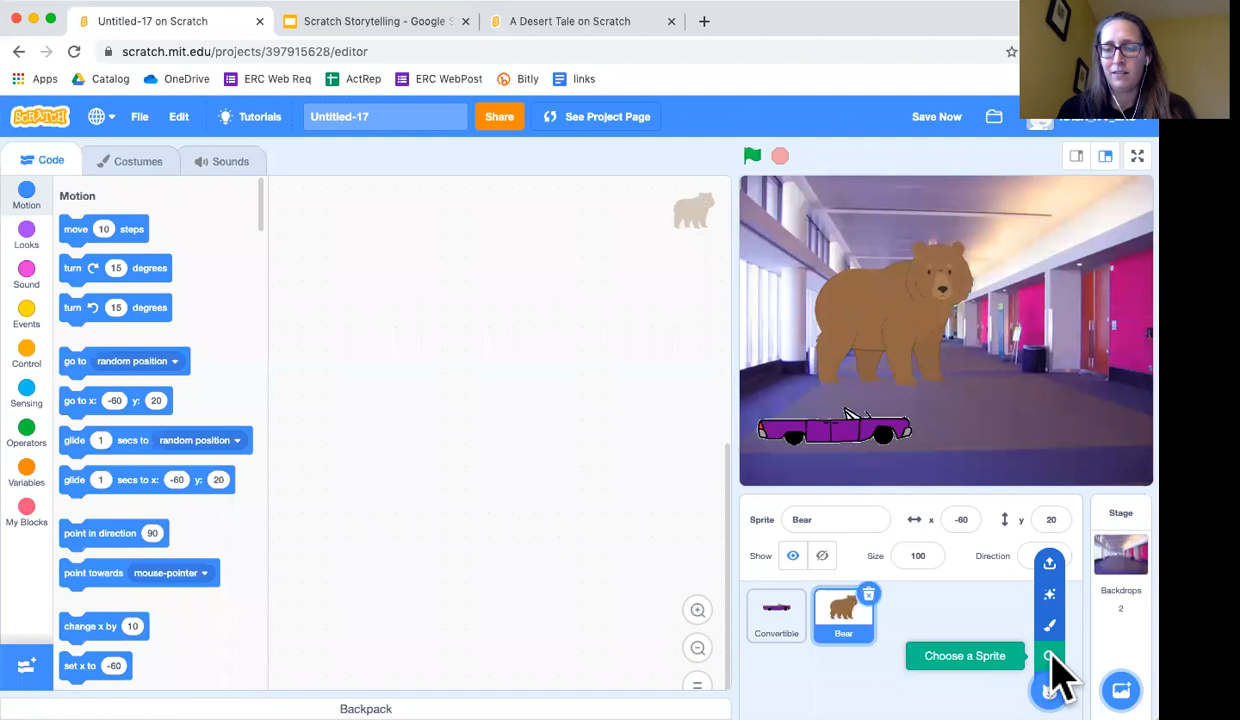 Untitled-17 on Scratch
Scratch Storytelling - Google S
A Desert Tale on Scratch
scratch.mit.edu/projects/397915628/editor
Apps Catalog OneDrive ERC Web Req ActRep ERC WebPost Bitly links
SCRATCH File Edit Tutorials Untitled-17 Share See Project Page Save Now
Code Costumes Sounds
Motion
Looks
Sound
Events
Control
Sensing
Operators
Variables
My Blocks
Motion
move 10 steps
turn 15 degrees
turn 15 degrees
go to random position
go to x: -60 y: 20
glide 1 secs to random position
glide 1 secs to x: -60 y: 20
point in direction 90
point towards mouse-pointer
change x by 10
set x to -60
Backpack
Sprite Bear x -60 y 20
Show Size 100 Direction
Convertible
Bear
Choose a Sprite
Stage
Backdrops
2